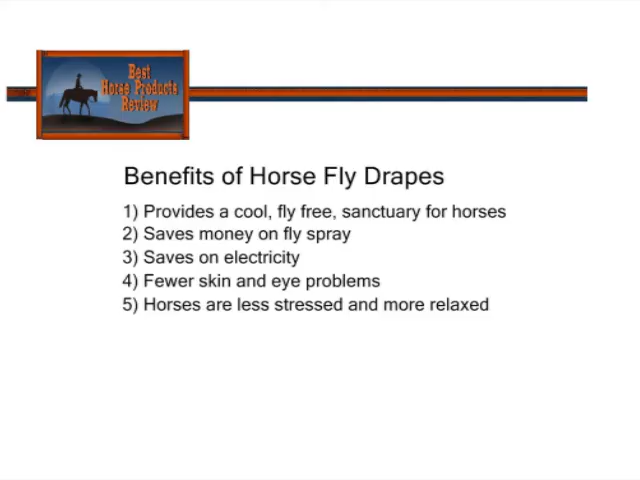 Best
Horse Products
Review
Benefits of Horse Fly Drapes
1) Provides a cool, fly free, sanctuary for horses
2) Saves money on fly spray
3) Saves on electricity
4) Fewer skin and eye problems
5) Horses are less stressed and more relaxed